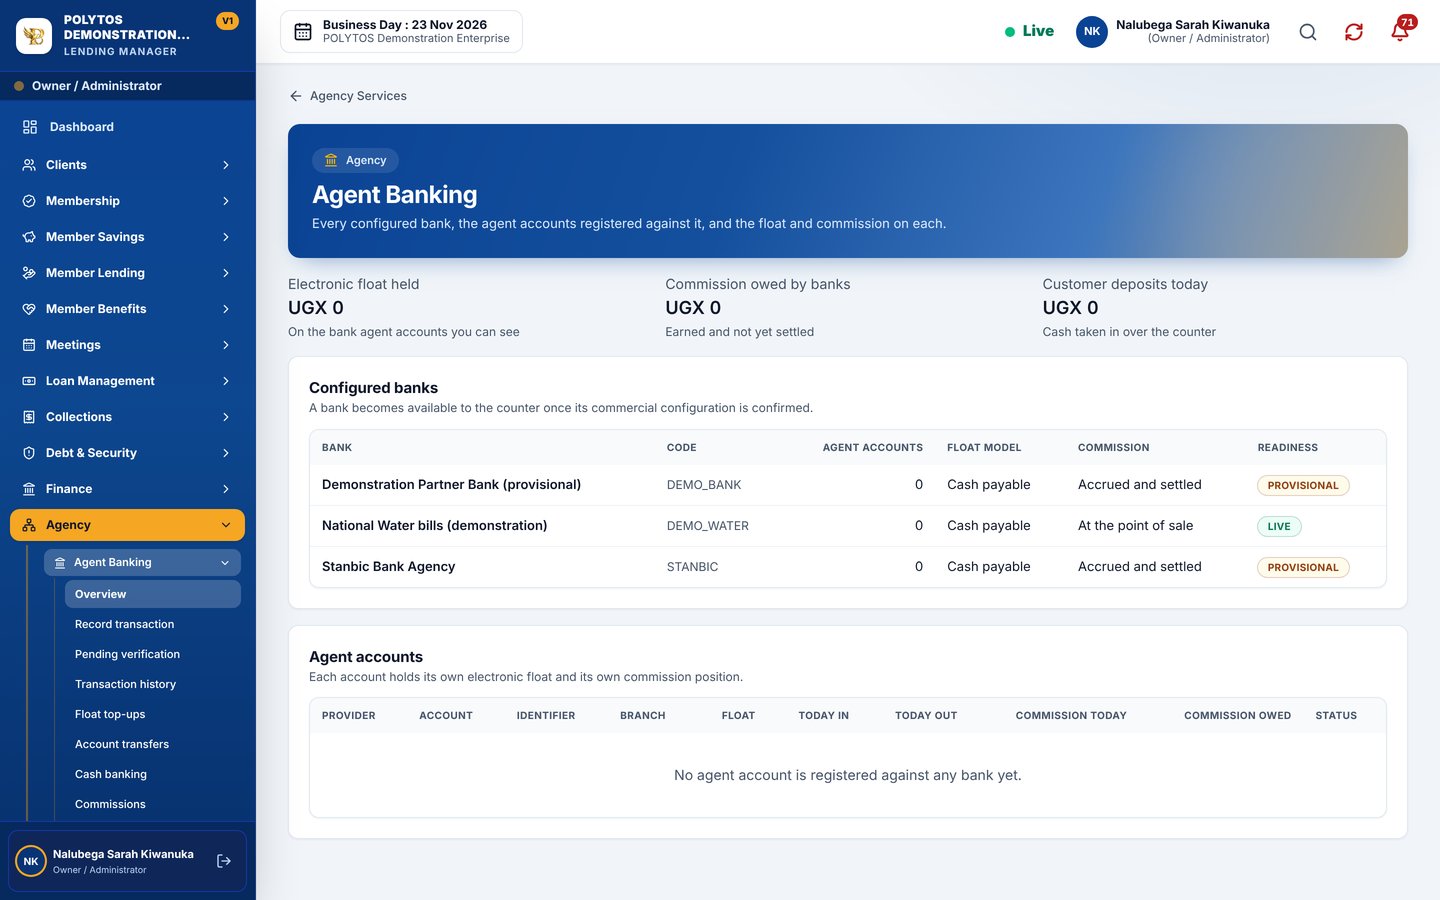 POLYTOS
DEMONSTRATION...
LENDING MANAGER
V1
Owner / Administrator
Dashboard
Clients
Membership
Member Savings
Member Lending
Member Benefits
Meetings
Loan Management
Collections
Debt & Security
Finance
Agency
Agent Banking
Overview
Record transaction
Pending verification
Transaction history
Float top-ups
Account transfers
Cash banking
Commissions
NK
Nalubega Sarah Kiwanuka
Owner / Administrator
Business Day : 23 Nov 2026
POLYTOS Demonstration Enterprise
Live
NK
Nalubega Sarah Kiwanuka
(Owner / Administrator)
71
Agency Services
Agency
Agent Banking
Every configured bank, the agent accounts registered against it, and the float and commission on each.
Electronic float held
UGX 0
On the bank agent accounts you can see
Commission owed by banks
UGX 0
Earned and not yet settled
Customer deposits today
UGX 0
Cash taken in over the counter
Configured banks
A bank becomes available to the counter once its commercial configuration is confirmed.
BANK CODE AGENT ACCOUNTS FLOAT MODEL COMMISSION READINESS
Demonstration Partner Bank (provisional) DEMO_BANK 0 Cash payable Accrued and settled PROVISIONAL
National Water bills (demonstration) DEMO_WATER 0 Cash payable At the point of sale LIVE
Stanbic Bank Agency STANBIC 0 Cash payable Accrued and settled PROVISIONAL
Agent accounts
Each account holds its own electronic float and its own commission position.
PROVIDER ACCOUNT IDENTIFIER BRANCH FLOAT TODAY IN TODAY OUT COMMISSION TODAY COMMISSION OWED STATUS
No agent account is registered against any bank yet.